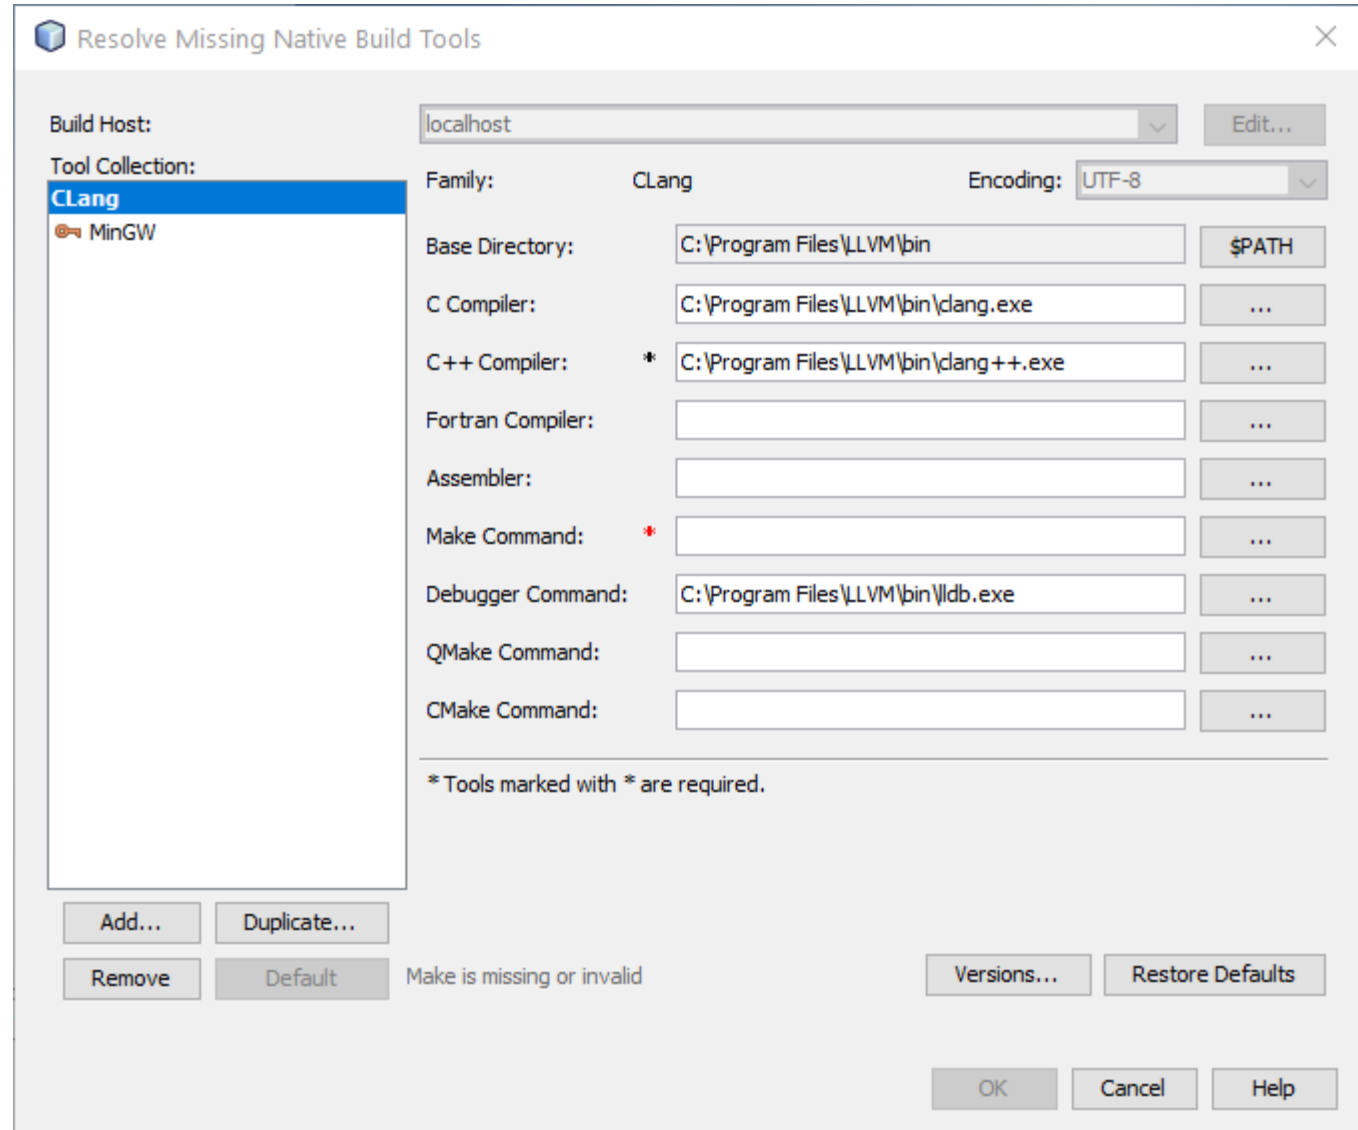 Resolve Missing Native Build Tools
Build Host: localhost Edit...
Tool Collection:
CLang
MinGW
Family: CLang Encoding: UTF-8
Base Directory: C:\Program Files\LLVM\bin $PATH
C Compiler: C:\Program Files\LLVM\bin\clang.exe ...
C++ Compiler: * C:\Program Files\LLVM\bin\clang++.exe ...
Fortran Compiler: ...
Assembler: ...
Make Command: * ...
Debugger Command: C:\Program Files\LLVM\bin\lldb.exe ...
QMake Command: ...
CMake Command: ...
* Tools marked with * are required.
Add... Duplicate...
Remove Default Make is missing or invalid Versions... Restore Defaults
OK Cancel Help